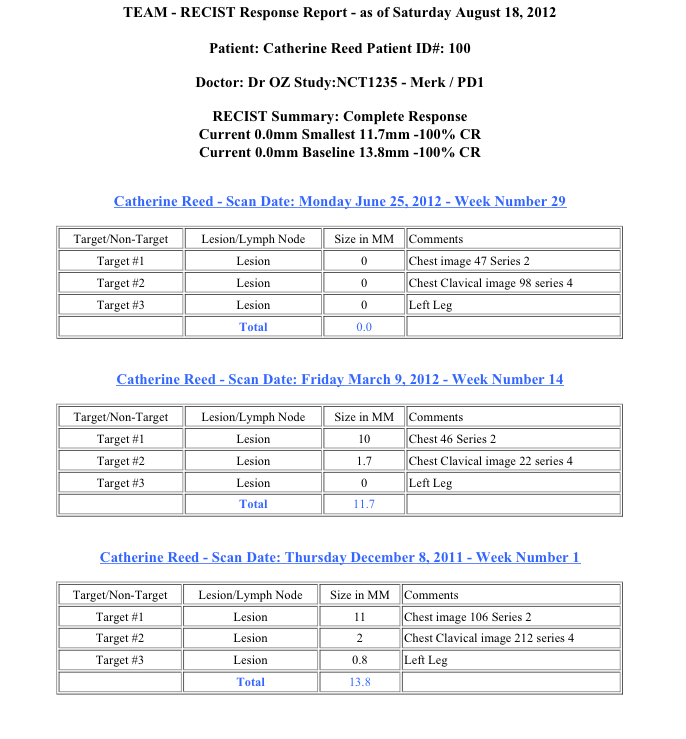 TEAM - RECIST Response Report - as of Saturday August 18, 2012
Patient: Catherine Reed Patient ID#: 100
Doctor: Dr OZ Study:NCT1235 - Merk / PD1
RECIST Summary: Complete Response
Current 0.0mm Smallest 11.7mm -100% CR
Current 0.0mm Baseline 13.8mm -100% CR
Catherine Reed - Scan Date: Monday June 25, 2012 - Week Number 29
Target/Non-Target Lesion/Lymph Node Size in MM Comments
Target #1 Lesion 0 Chest image 47 Series 2
Target #2 Lesion 0 Chest Clavical image 98 series 4
Target #3 Lesion 0 Left Leg
Total 0.0
Catherine Reed - Scan Date: Friday March 9, 2012 - Week Number 14
Target/Non-Target Lesion/Lymph Node Size in MM Comments
Target #1 Lesion 10 Chest 46 Series 2
Target #2 Lesion 1.7 Chest Clavical image 22 series 4
Target #3 Lesion 0 Left Leg
Total 11.7
Catherine Reed - Scan Date: Thursday December 8, 2011 - Week Number 1
Target/Non-Target Lesion/Lymph Node Size in MM Comments
Target #1 Lesion 11 Chest image 106 Series 2
Target #2 Lesion 2 Chest Clavical image 212 series 4
Target #3 Lesion 0.8 Left Leg
Total 13.8